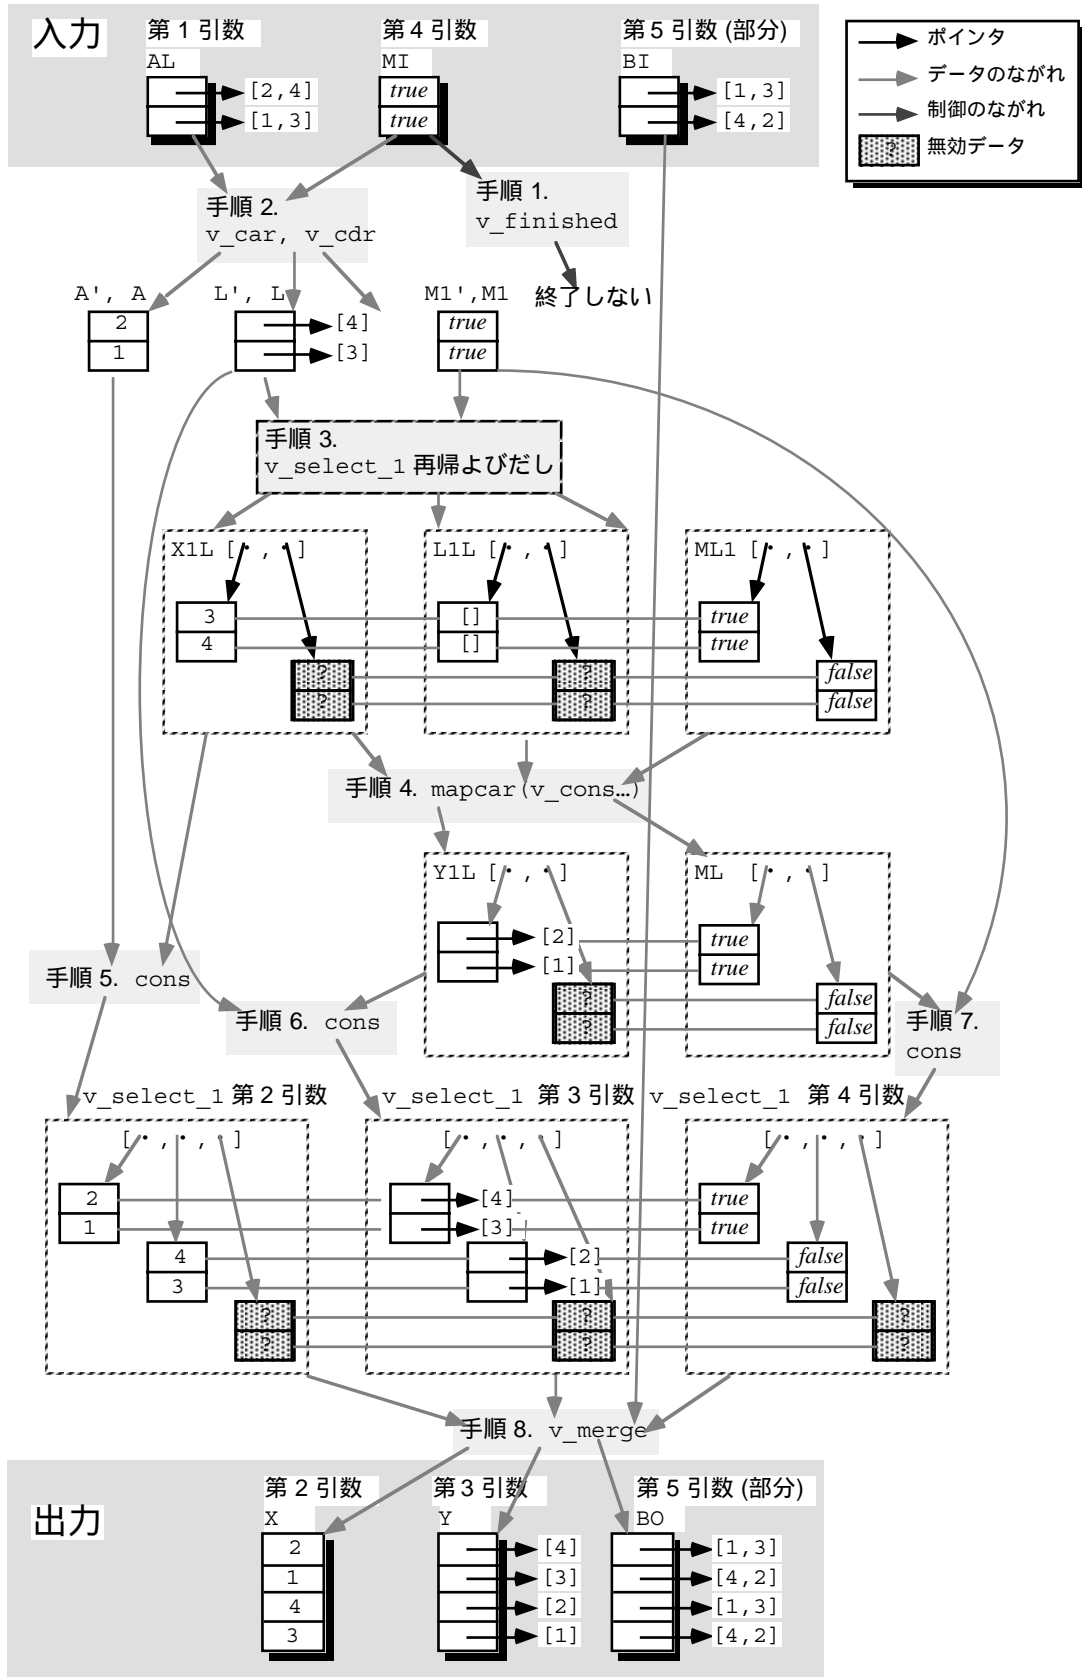 入力
第 1 引数
AL
[2,4]
[1,3]
第 4 引数
MI
true
true
第 5 引数 (部分)
BI
[1,3]
[4,2]
ポインタ
データのながれ
制御のながれ
? 無効データ
手順 2.
v_car, v_cdr
手順 1.
v_finished
終了しない
A', A
2
1
L', L
[4]
[3]
M1',M1
true
true
手順 3.
v_select_1 再帰よびだし
X1L [・,・]
3
4
?
?
L1L [・,・]
[]
[]
?
?
ML1 [・,・]
true
true
false
false
手順 4. mapcar(v_cons…)
Y1L [・,・]
[2]
[1]
?
?
ML [・,・]
true
true
false
false
手順 5. cons
手順 6. cons
手順 7.
cons
v_select_1 第 2 引数
[・,・,・]
2
1
4
3
?
?
v_select_1 第 3 引数
[・,・,・]
[4]
[3]
[2]
[1]
?
?
v_select_1 第 4 引数
[・,・,・]
true
true
false
false
?
?
手順 8. v_merge
出力
第 2 引数
X
2
1
4
3
第 3 引数
Y
[4]
[3]
[2]
[1]
第 5 引数 (部分)
BO
[1,3]
[4,2]
[1,3]
[4,2]